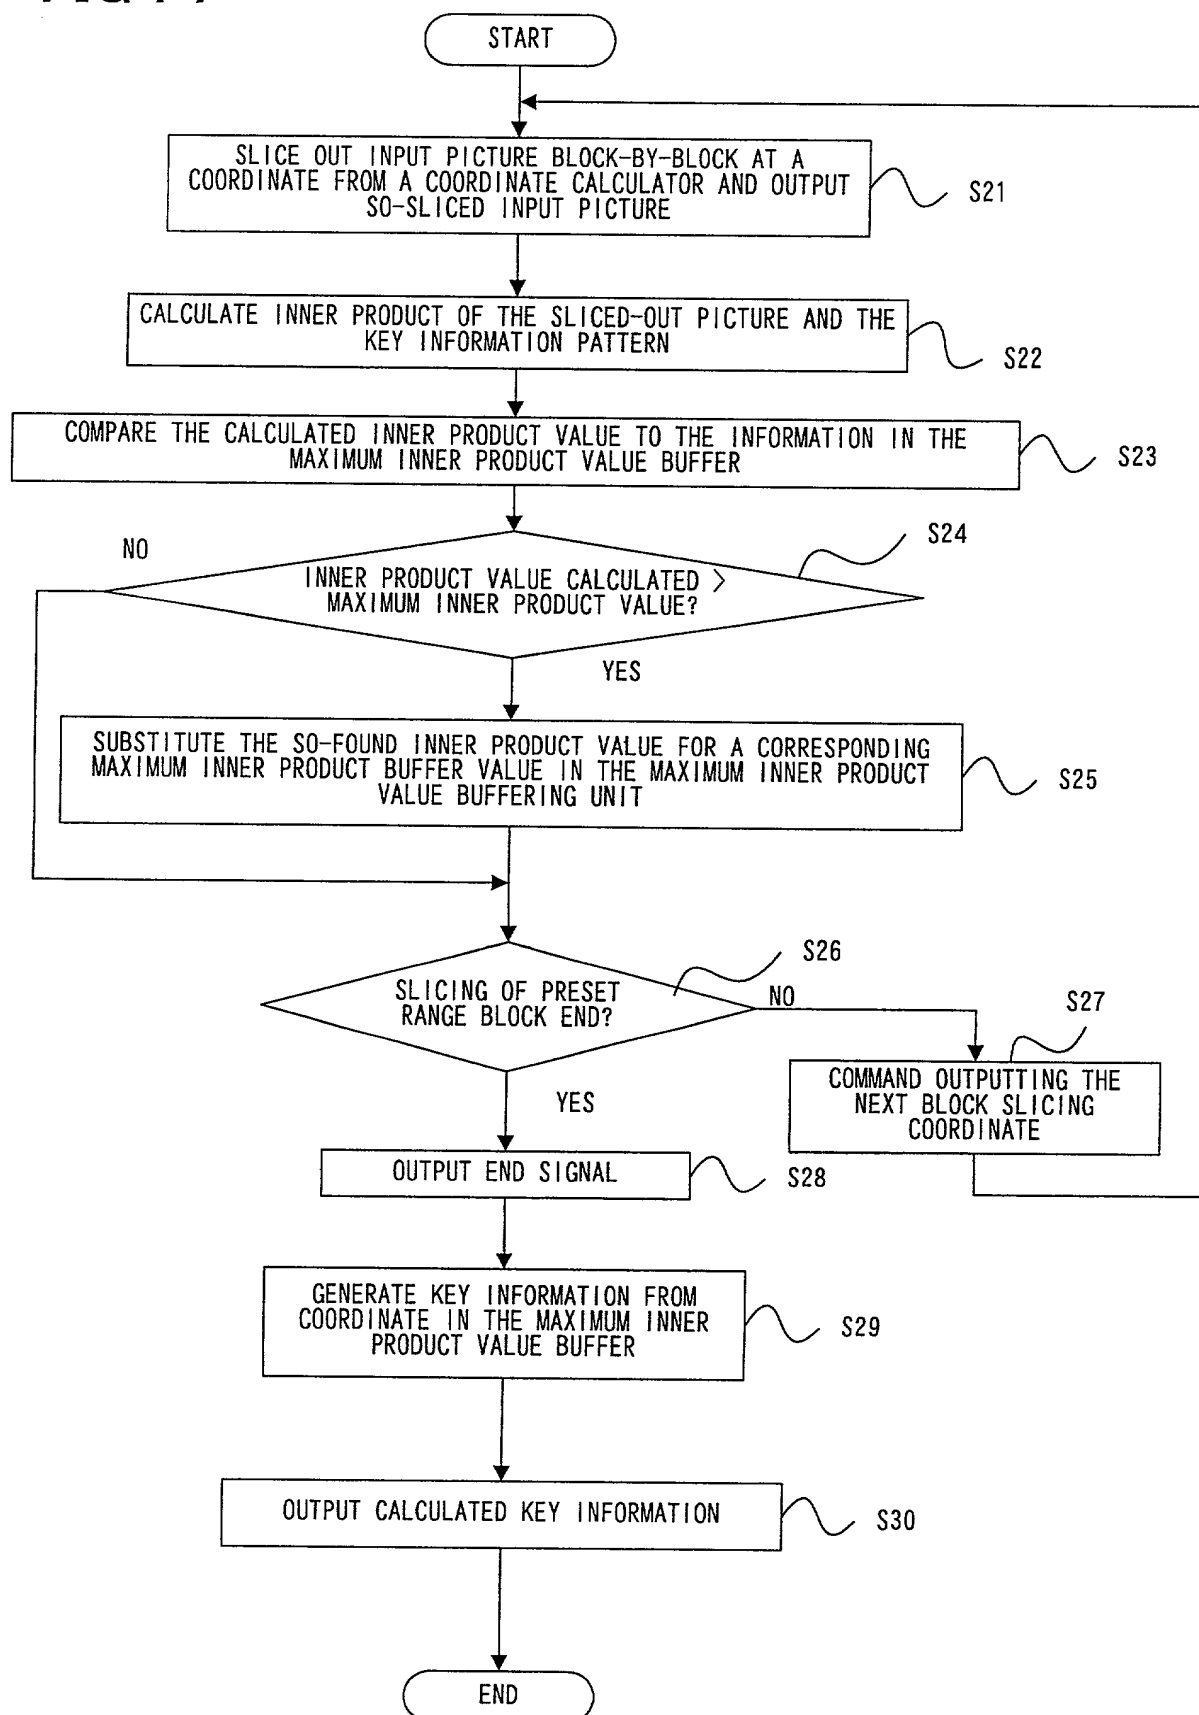 START
SLICE OUT INPUT PICTURE BLOCK-BY-BLOCK AT A
COORDINATE FROM A COORDINATE CALCULATOR AND OUTPUT
SO-SLICED INPUT PICTURE
S21
CALCULATE INNER PRODUCT OF THE SLICED-OUT PICTURE AND THE
KEY INFORMATION PATTERN
S22
COMPARE THE CALCULATED INNER PRODUCT VALUE TO THE INFORMATION IN THE
MAXIMUM INNER PRODUCT VALUE BUFFER
S23
S24
NO
INNER PRODUCT VALUE CALCULATED >
MAXIMUM INNER PRODUCT VALUE?
YES
SUBSTITUTE THE SO-FOUND INNER PRODUCT VALUE FOR A CORRESPONDING
MAXIMUM INNER PRODUCT BUFFER VALUE IN THE MAXIMUM INNER PRODUCT
VALUE BUFFERING UNIT
S25
S26
SLICING OF PRESET
RANGE BLOCK END?
NO
S27
COMMAND OUTPUTTING THE
NEXT BLOCK SLICING
COORDINATE
YES
OUTPUT END SIGNAL
S28
GENERATE KEY INFORMATION FROM
COORDINATE IN THE MAXIMUM INNER
PRODUCT VALUE BUFFER
S29
OUTPUT CALCULATED KEY INFORMATION
S30
END